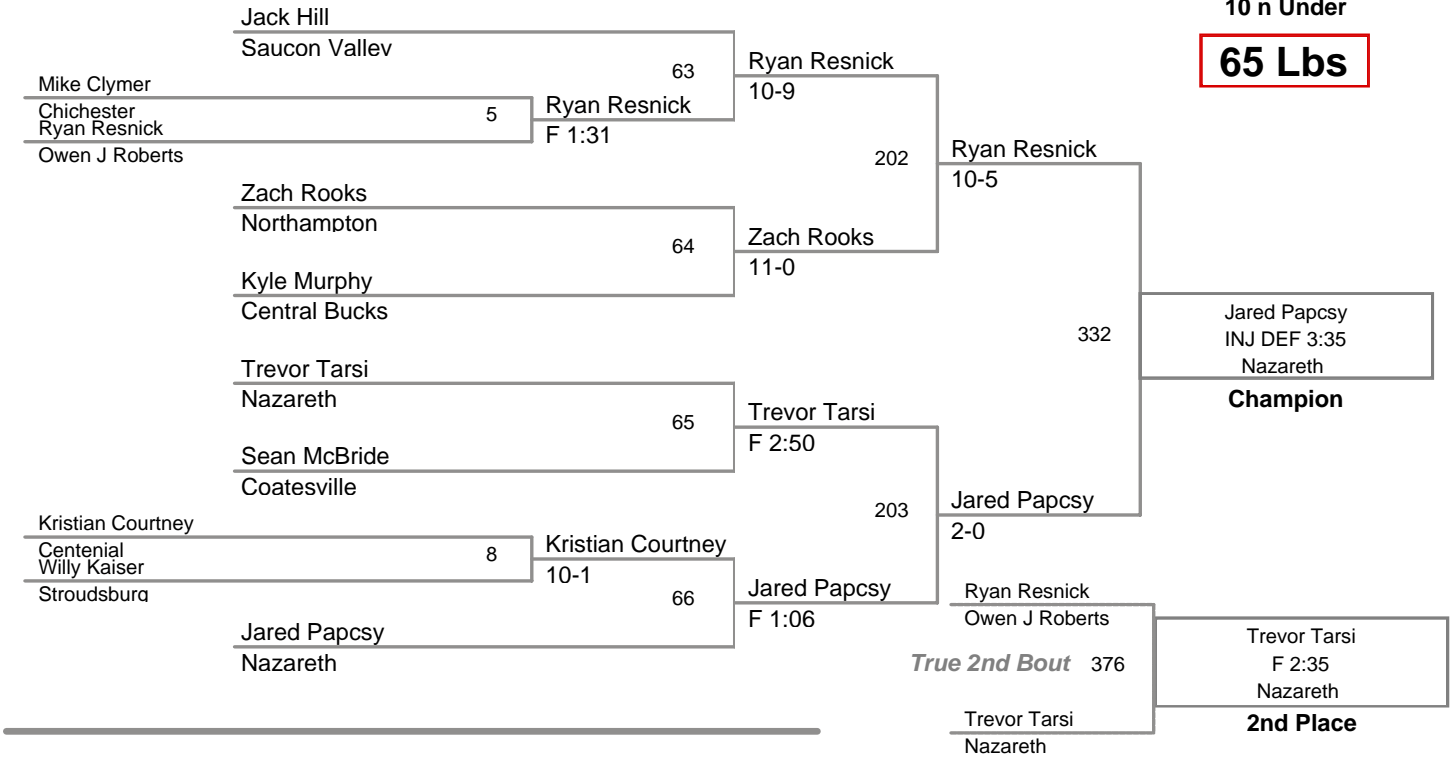 10 n Under
65 Lbs
Jack Hill
Saucon Valley
63
Mike Clymer
Chichester
5
Ryan Resnick
Owen J Roberts
Ryan Resnick
F 1:31
Ryan Resnick
10-9
Zach Rooks
Northampton
64
Kyle Murphy
Central Bucks
Zach Rooks
11-0
202
Ryan Resnick
10-5
Trevor Tarsi
Nazareth
65
Sean McBride
Coatesville
Trevor Tarsi
F 2:50
Kristian Courtney
Centenial
8
Willy Kaiser
Stroudsburg
Kristian Courtney
10-1
66
Jared Papcsy
Nazareth
Jared Papcsy
F 1:06
203
Jared Papcsy
2-0
332
Jared Papcsy
INJ DEF 3:35
Nazareth
Champion
Ryan Resnick
Owen J Roberts
True 2nd Bout 376
Trevor Tarsi
Nazareth
Trevor Tarsi
F 2:35
Nazareth
2nd Place